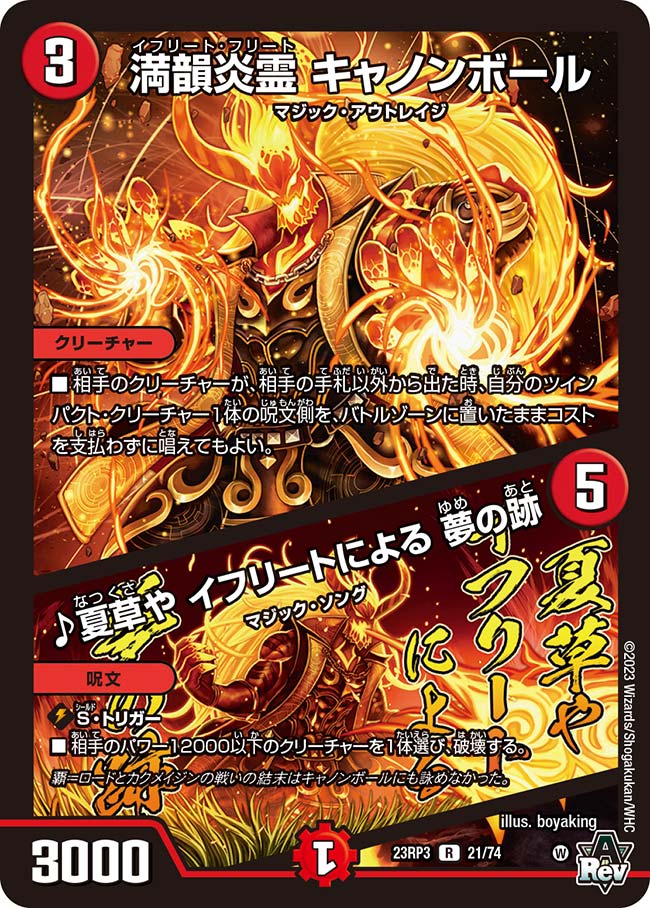 3
イフリート・フリート
満韻炎霊 キャノンボール
マジック・アウトレイジ
クリーチャー
■相手のクリーチャーが、相手の手札以外から出た時、自分のツイン
パクト・クリーチャー1体の呪文側を、バトルゾーンに置いたままコスト
を支払わずに唱えてもよい。
5
♪夏草や イフリートによる 夢の跡
マジック・ソング
呪文
S・トリガー
■相手のパワー12000以下のクリーチャーを1体選び、破壊する。
覇=ロードとカクメイジンの戦いの結末はキャノンボールにも詠めなかった。
夏草や
イフリート
による
illus. boyaking
3000
1
23RP3 R 21/74
W
A
Rev
©2023 Wizards/Shogakukan/WHC